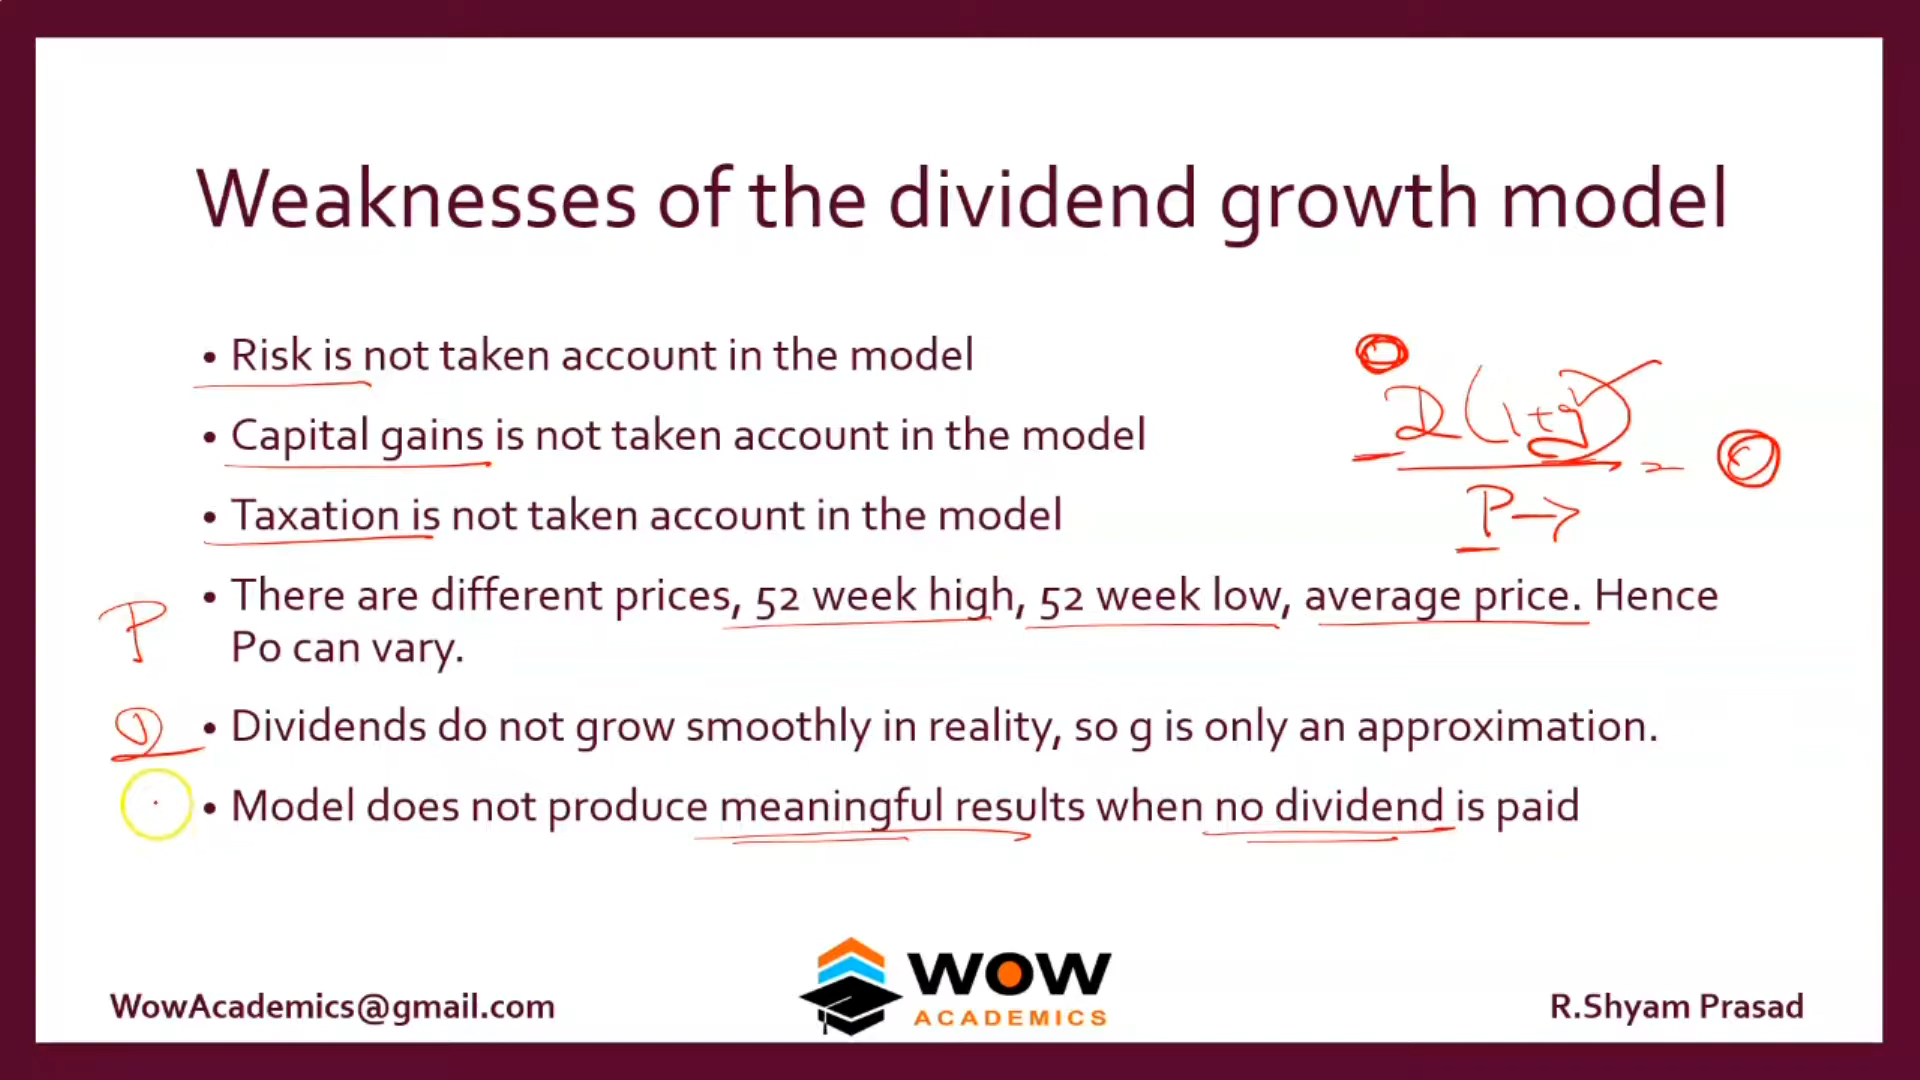 Weaknesses of the dividend growth model
• Risk is not taken account in the model
• Capital gains is not taken account in the model
• Taxation is not taken account in the model
D(1+g)
P →
=
P
• There are different prices, 52 week high, 52 week low, average price. Hence
Po can vary.
D
• Dividends do not grow smoothly in reality, so g is only an approximation.
• Model does not produce meaningful results when no dividend is paid
WowAcademics@gmail.com
WOW
ACADEMICS
R.Shyam Prasad